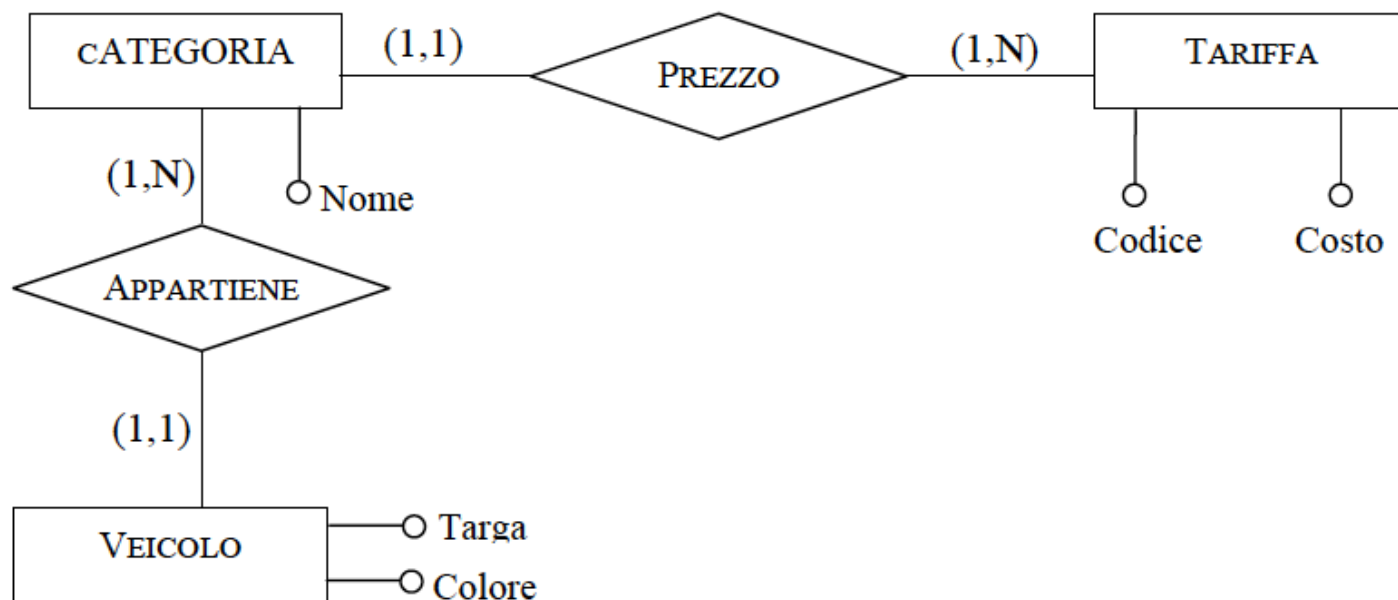 cATEGORIA
(1,1)
PREZZO
(1,N)
TARIFFA
(1,N)
Nome
Codice
Costo
APPARTIENE
(1,1)
VEICOLO
Targa
Colore